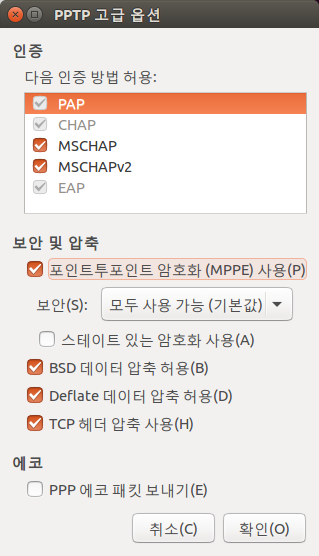 PPTP 고급 옵션
인증
다음 인증 방법 허용:
PAP
CHAP
MSCHAP
MSCHAPv2
EAP
보안 및 압축
포인트투포인트 암호화 (MPPE) 사용(P)
보안(S): 모두 사용 가능 (기본값)
스테이트 있는 암호화 사용(A)
BSD 데이터 압축 허용(B)
Deflate 데이터 압축 허용(D)
TCP 헤더 압축 사용(H)
에코
PPP 에코 패킷 보내기(E)
취소(C) 확인(O)